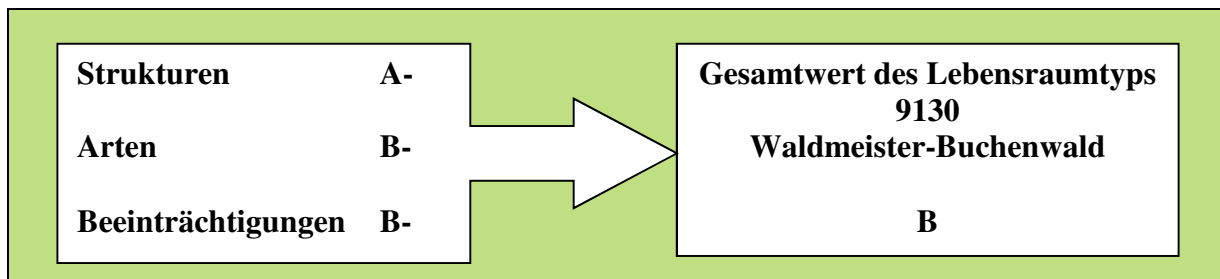 Strukturen A-
Arten B-
Beeinträchtigungen B-
Gesamtwert des Lebensraumtyps
9130
Waldmeister-Buchenwald
B